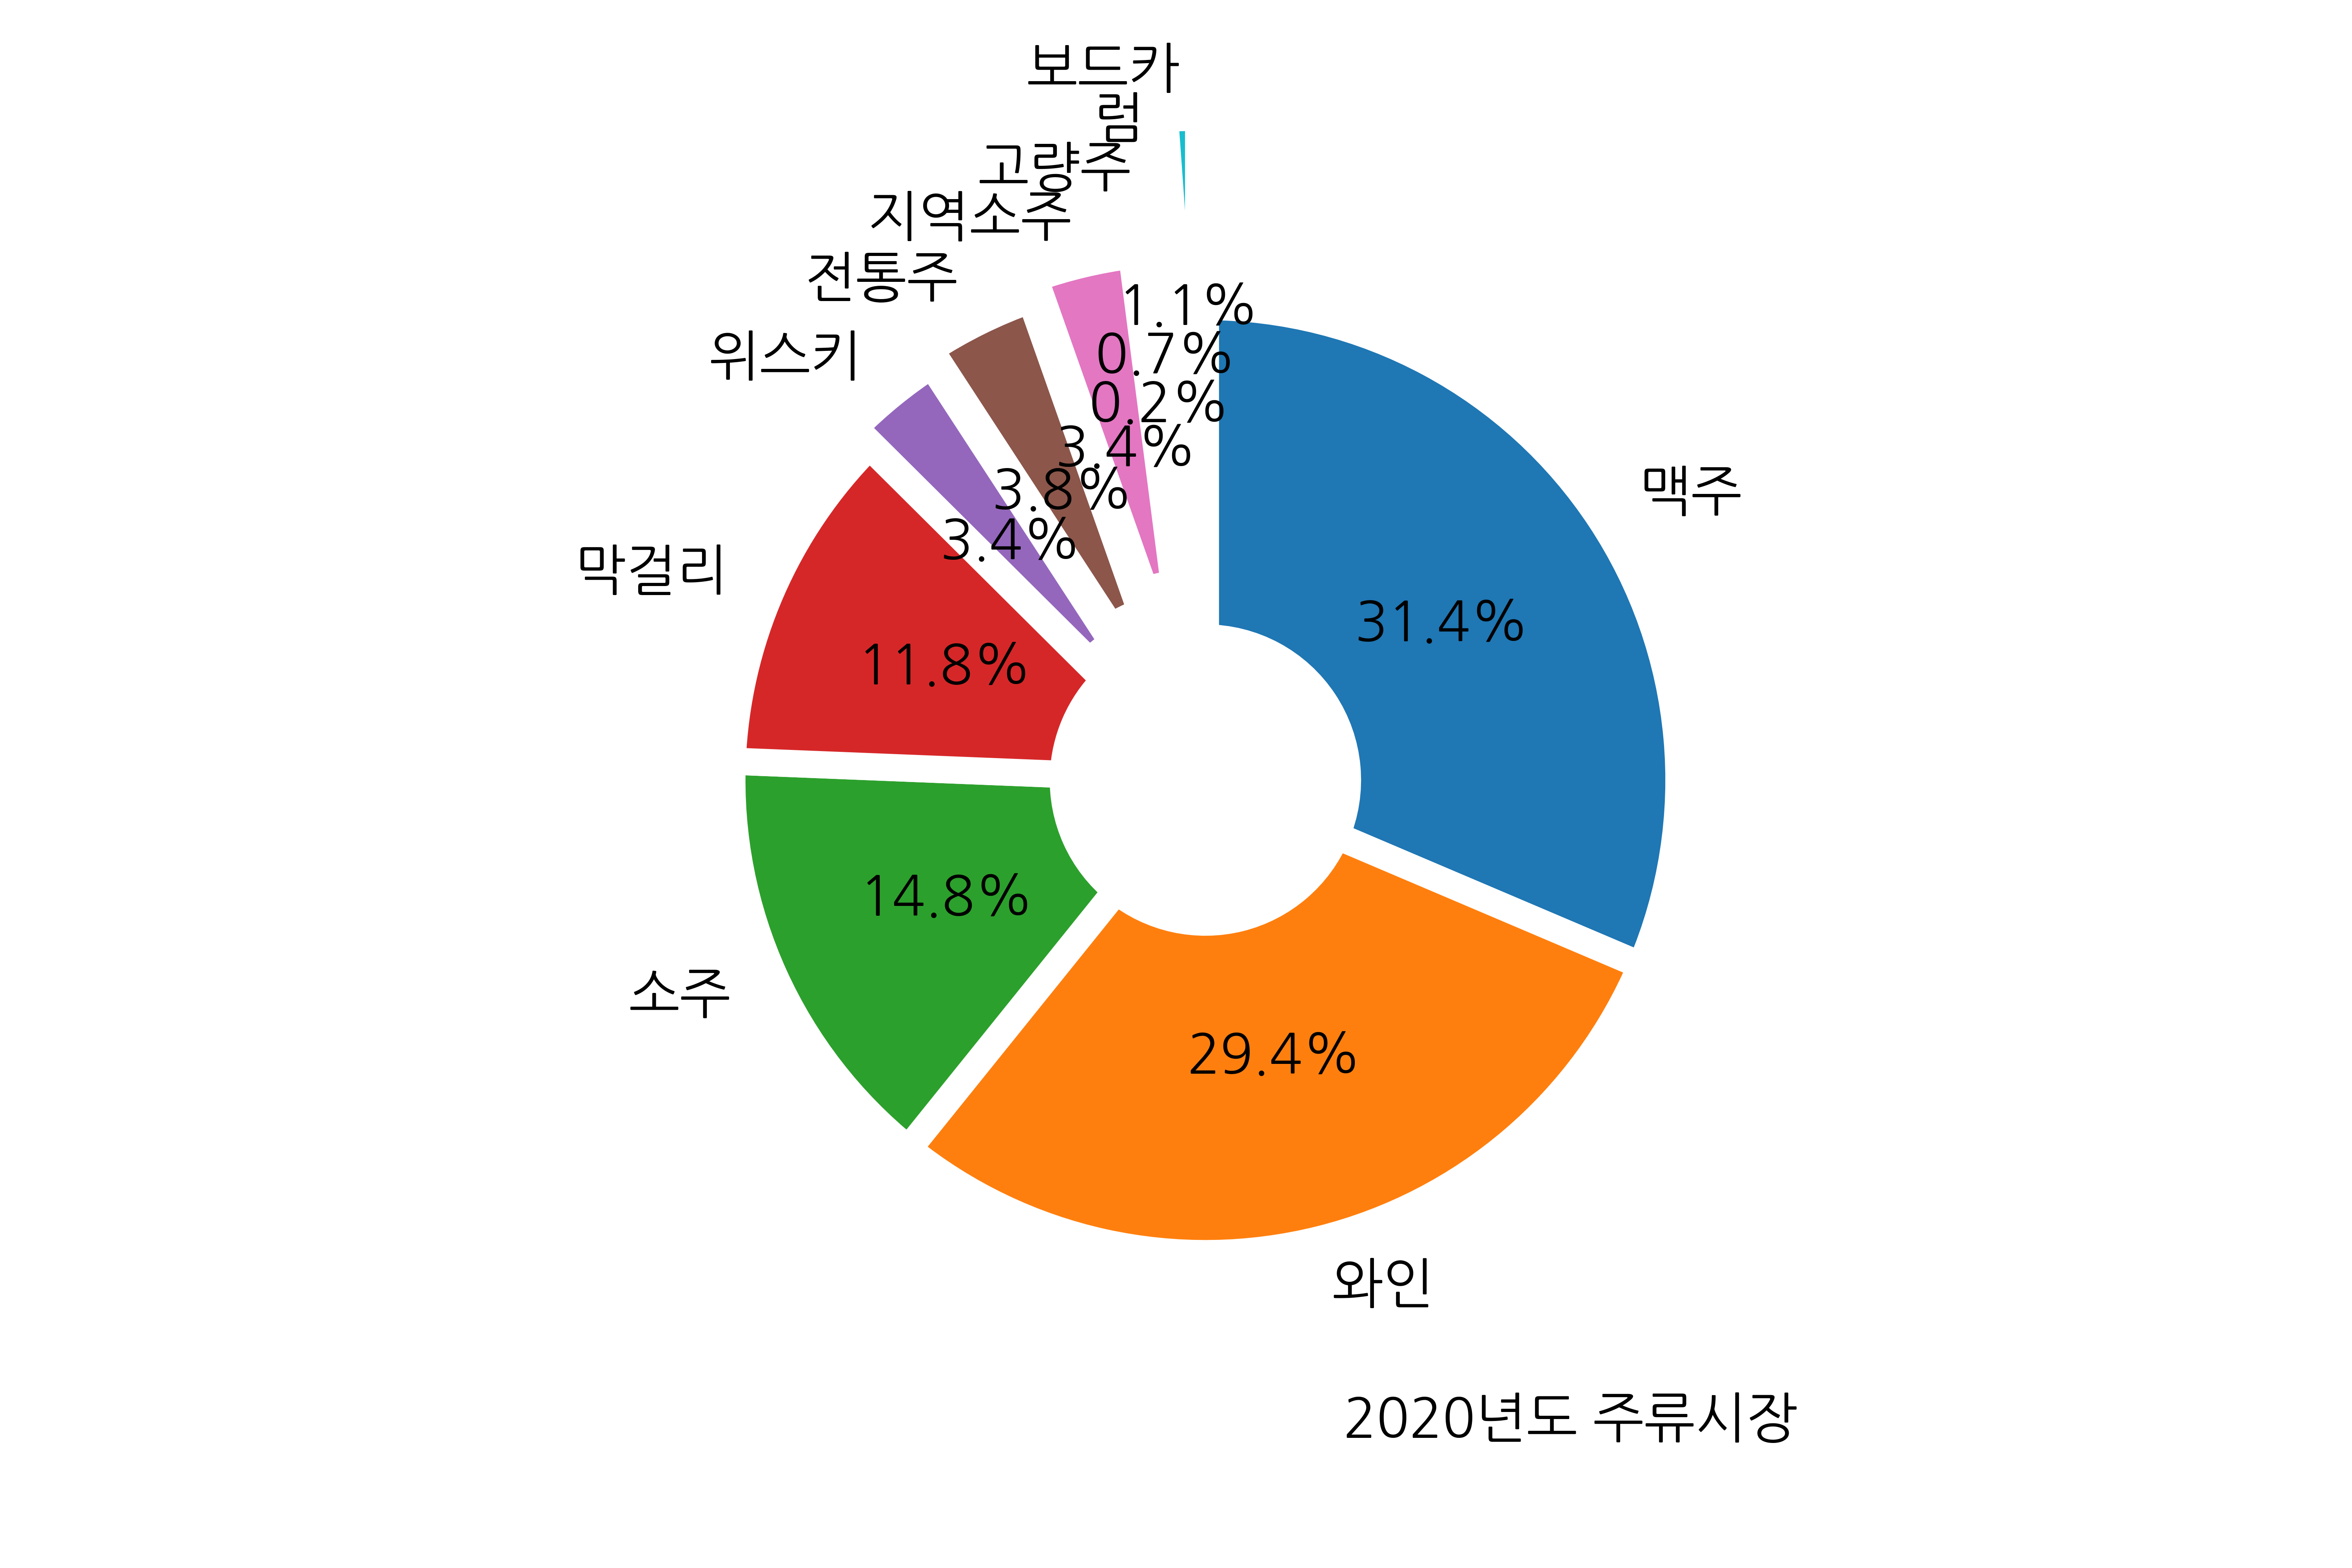 보드카
럼
고량주
지역소주
전통주
위스키
막걸리
소주
와인
맥주
1.1%
0.7%
0.2%
3.4%
3.8%
3.4%
11.8%
14.8%
29.4%
31.4%
2020년도 주류시장